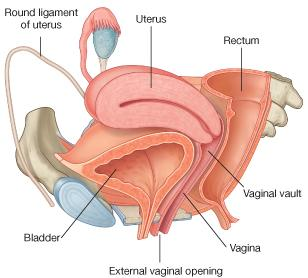 Round ligament
of uterus
Uterus
Rectum
Vaginal vault
Bladder
Vagina
External vaginal opening